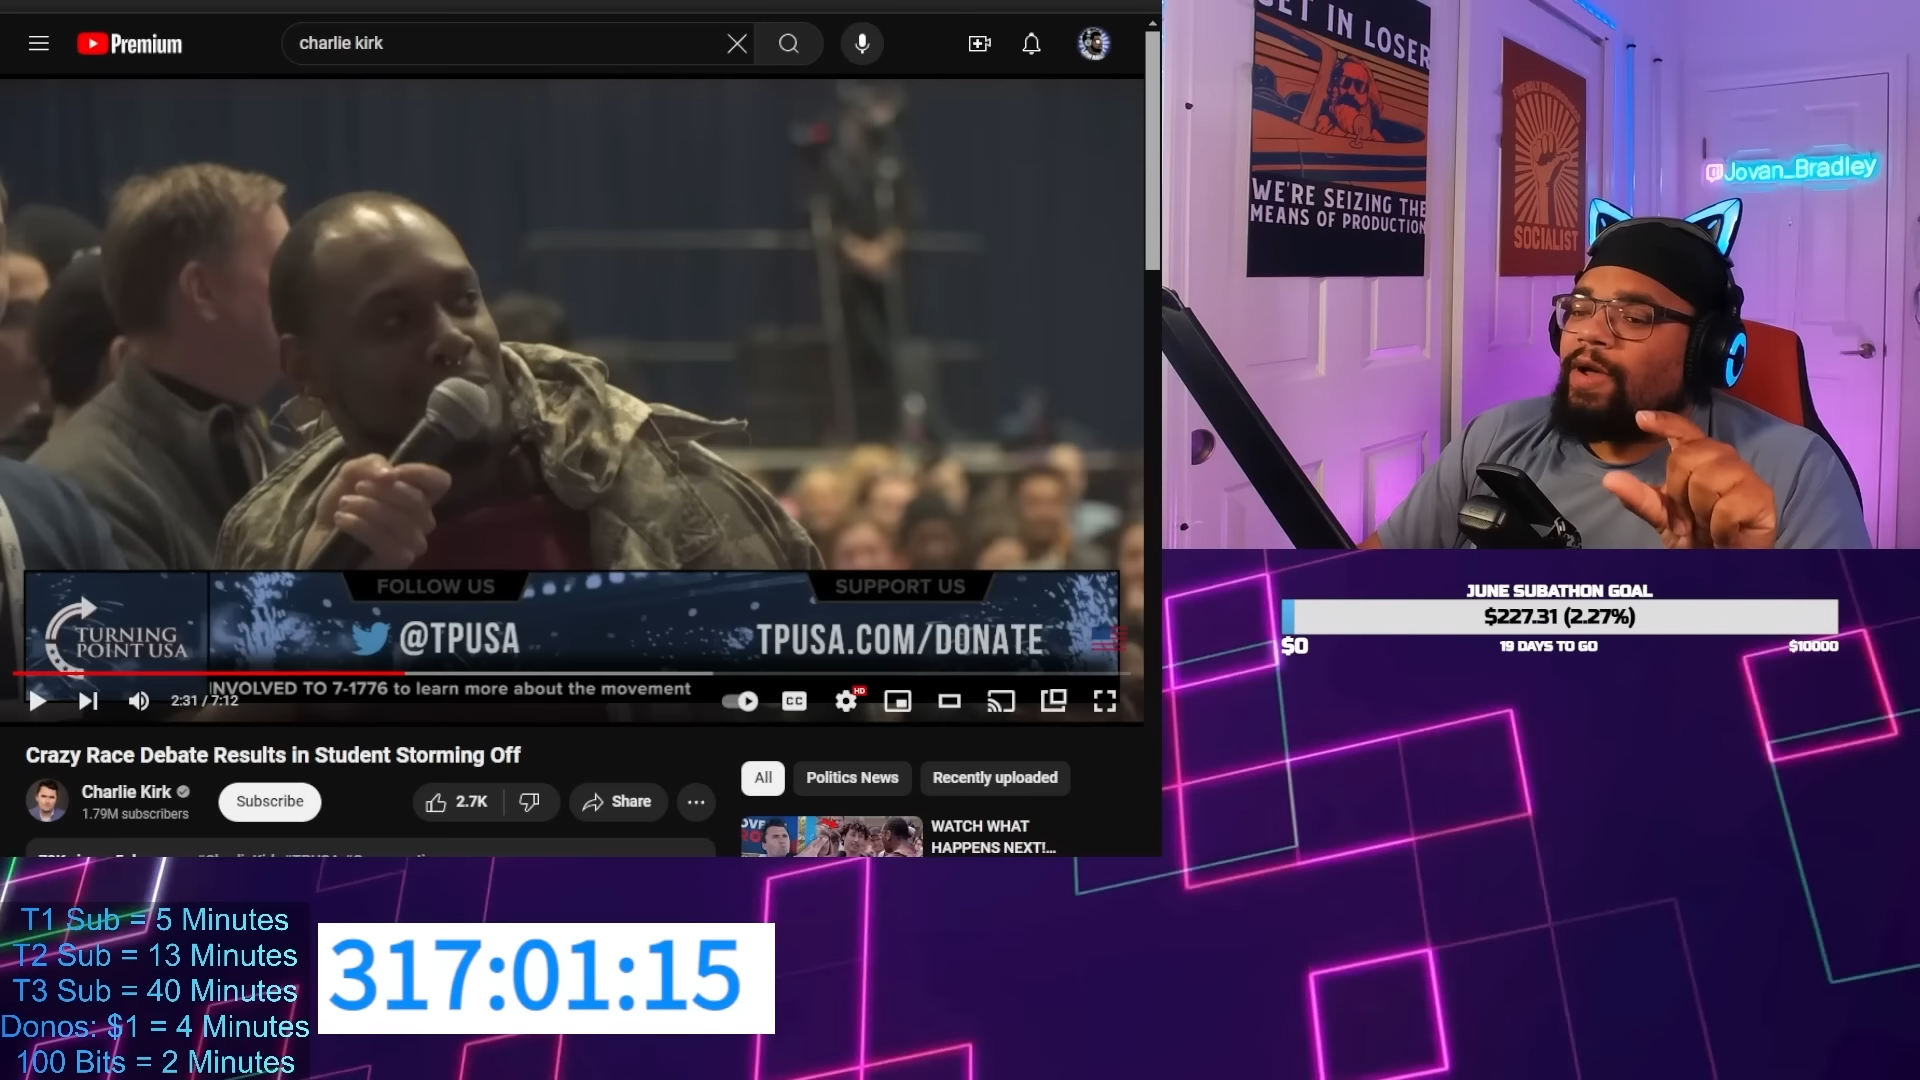 Premium
charlie kirk
FOLLOW US
SUPPORT US
TURNING
POINT USA
@TPUSA
TPUSA.COM/DONATE
INVOLVED TO 7-1776 to learn more about the movement
2:31 / 7:12
CC
HD
Crazy Race Debate Results in Student Storming Off
Charlie Kirk
1.79M subscribers
Subscribe
2.7K
Share
All
Politics News
Recently uploaded
WATCH WHAT
HAPPENS NEXT!...
GET IN LOSER
WE'RE SEIZING THE
MEANS OF PRODUCTION
SOCIALIST
Jovan_Bradley
JUNE SUBATHON GOAL
$227.31 (2.27%)
$0
19 DAYS TO GO
$10000
T1 Sub = 5 Minutes
T2 Sub = 13 Minutes
T3 Sub = 40 Minutes
Donos: $1 = 4 Minutes
100 Bits = 2 Minutes
317:01:15